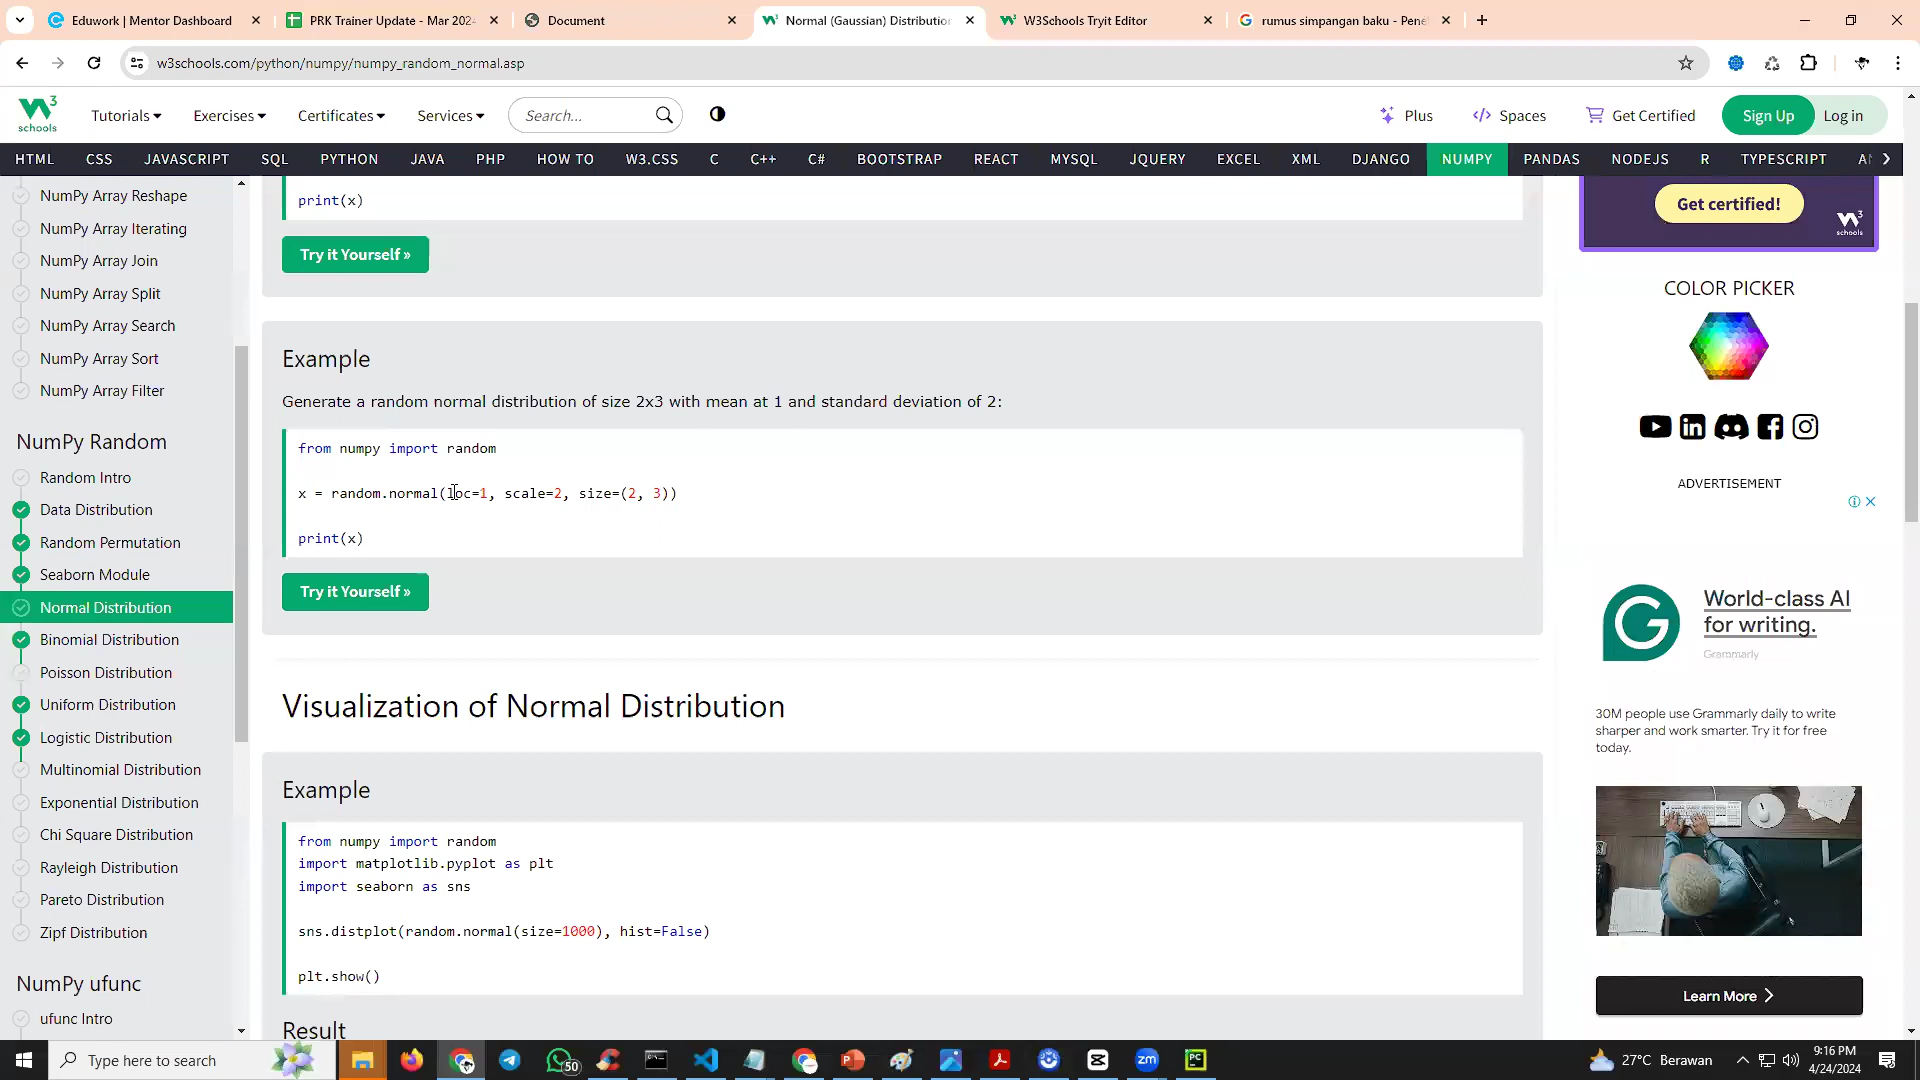 Eduwork | Mentor Dashboard
PRK Trainer Update - Mar 2024
Document
Normal (Gaussian) Distribution
W3Schools Tryit Editor
rumus simpangan baku - Pene
w3schools.com/python/numpy/numpy_random_normal.asp
W3
schools
Tutorials
Exercises
Certificates
Services
Search...
Plus
Spaces
Get Certified
Sign Up
Log in
HTML CSS JAVASCRIPT SQL PYTHON JAVA PHP HOW TO W3.CSS C C++ C# BOOTSTRAP REACT MYSQL JQUERY EXCEL XML DJANGO NUMPY PANDAS NODEJS R TYPESCRIPT
NumPy Array Reshape
NumPy Array Iterating
NumPy Array Join
NumPy Array Split
NumPy Array Search
NumPy Array Sort
NumPy Array Filter
NumPy Random
Random Intro
Data Distribution
Random Permutation
Seaborn Module
Normal Distribution
Binomial Distribution
Poisson Distribution
Uniform Distribution
Logistic Distribution
Multinomial Distribution
Exponential Distribution
Chi Square Distribution
Rayleigh Distribution
Pareto Distribution
Zipf Distribution
NumPy ufunc
ufunc Intro
print(x)
Try it Yourself »
Example
Generate a random normal distribution of size 2x3 with mean at 1 and standard deviation of 2:
from numpy import random
x = random.normal(loc=1, scale=2, size=(2, 3))
print(x)
Try it Yourself »
Visualization of Normal Distribution
Example
from numpy import random
import matplotlib.pyplot as plt
import seaborn as sns
sns.distplot(random.normal(size=1000), hist=False)
plt.show()
Result
Get certified!
W3
schools
COLOR PICKER
ADVERTISEMENT
World-class AI
for writing.
Grammarly
30M people use Grammarly daily to write
sharper and work smarter. Try it for free
today.
Learn More
Type here to search
50
zm
PC
27°C Berawan
9:16 PM
4/24/2024